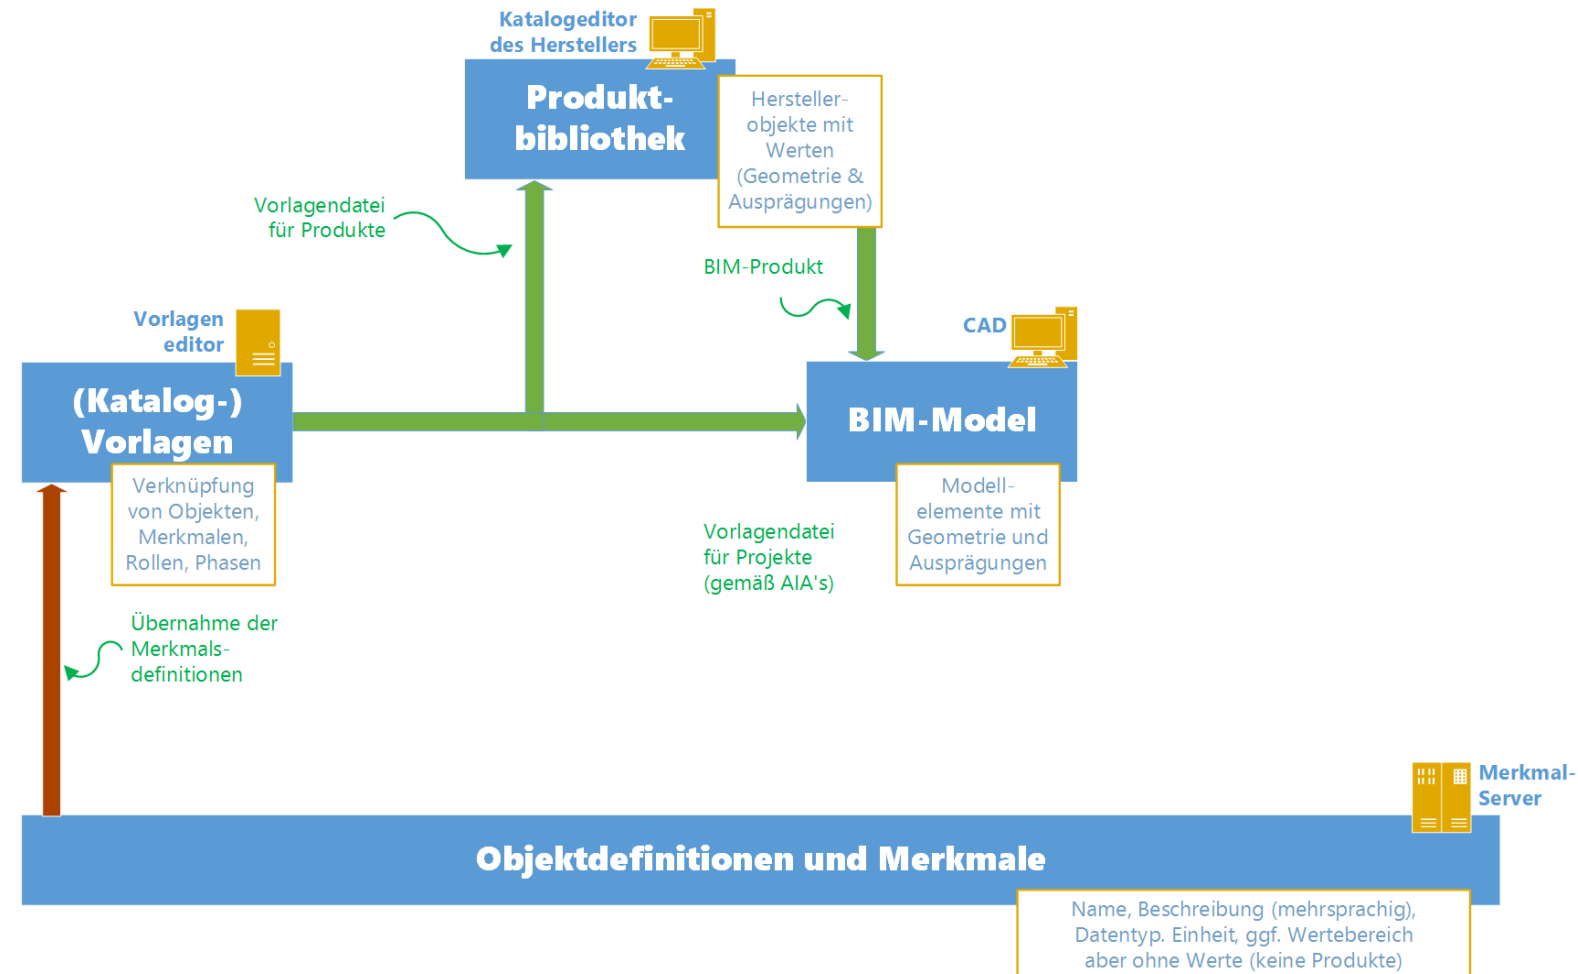 Katalogeditor
des Herstellers
Produkt-
bibliothek
Hersteller-
objekte mit
Werten
(Geometrie &
Ausprägungen)
Vorlagendatei
für Produkte
BIM-Produkt
Vorlagen
editor
CAD
(Katalog-)
Vorlagen
BIM-Model
Verknüpfung
von Objekten,
Merkmalen,
Rollen, Phasen
Modell-
elemente mit
Geometrie und
Ausprägungen
Vorlagendatei
für Projekte
(gemäß AIA's)
Übernahme der
Merkmals-
definitionen
Merkmal-
Server
Objektdefinitionen und Merkmale
Name, Beschreibung (mehrsprachig),
Datentyp. Einheit, ggf. Wertebereich
aber ohne Werte (keine Produkte)